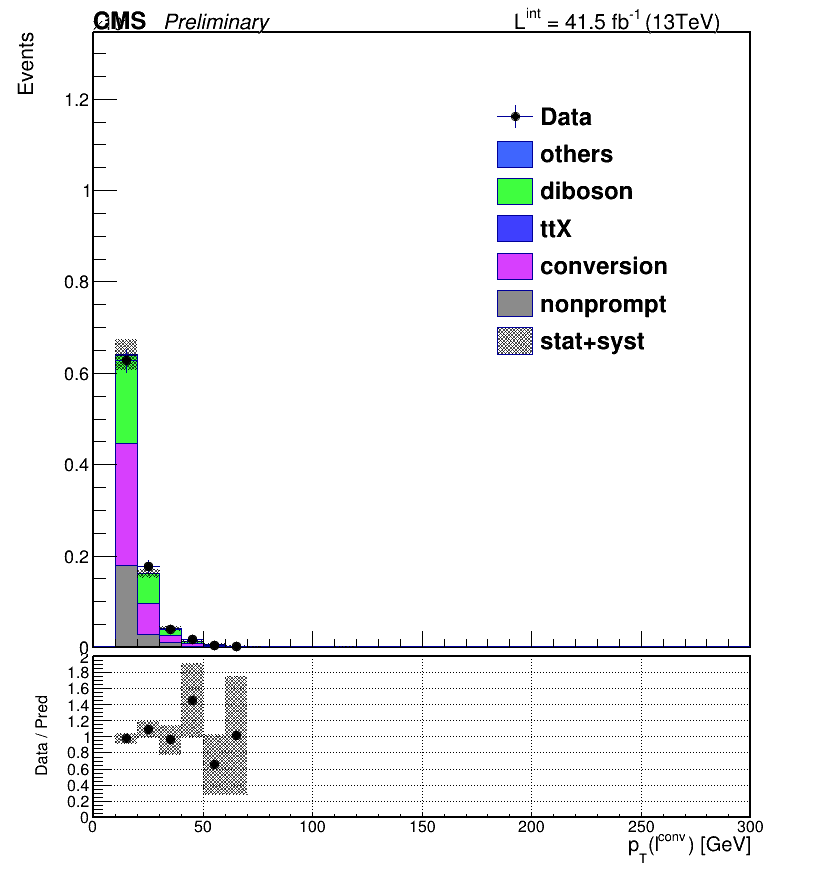 CMS Preliminary L^int = 41.5 fb^-1 (13TeV)
Events
1.2
1
0.8
0.6
0.4
0.2
0
Data
others
diboson
ttX
conversion
nonprompt
stat+syst
Data / Pred
2
1.8
1.6
1.4
1.2
1
0.8
0.6
0.4
0.2
0
0 50 100 150 200 250 300
p_T(l^conv) [GeV]